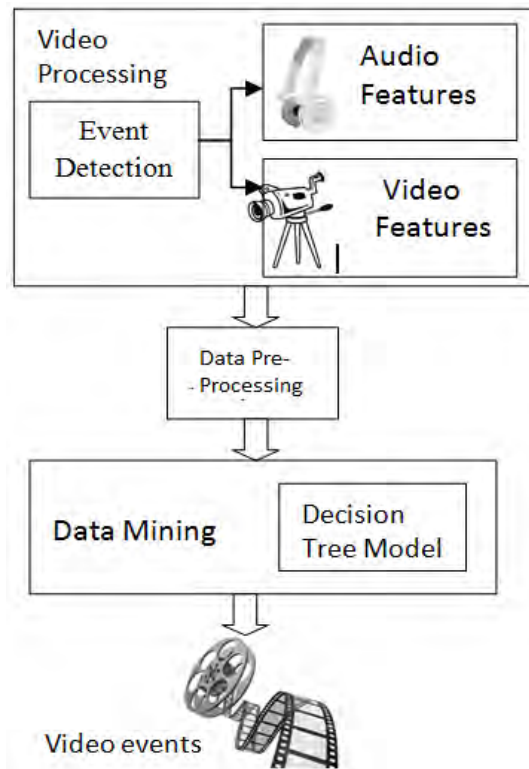 Video
Processing
Event
Detection
Audio
Features
Video
Features
Data Pre-
Processing
Data Mining
Decision
Tree Model
Video events